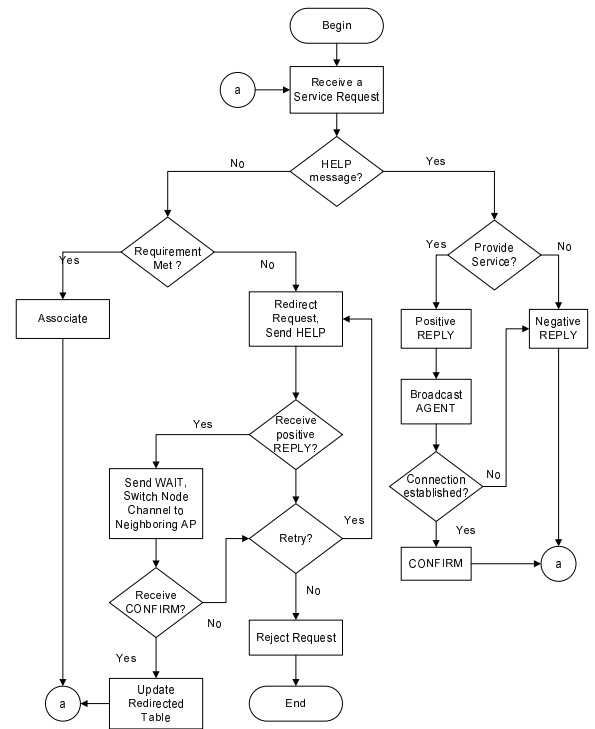 Begin
a
Receive a
Service Request
No
HELP
message?
Yes
Yes
Requirement
Met ?
No
Yes
Provide
Service?
No
Associate
Redirect
Request,
Send HELP
Positive
REPLY
Negative
REPLY
Broadcast
AGENT
Yes
Receive
positive
REPLY?
Send WAIT,
Switch Node
Channel to
Neighboring AP
Connection
established?
No
Retry?
Yes
Yes
CONFIRM
a
Receive
CONFIRM?
No
No
Reject Request
Yes
a
Update
Redirected
Table
End